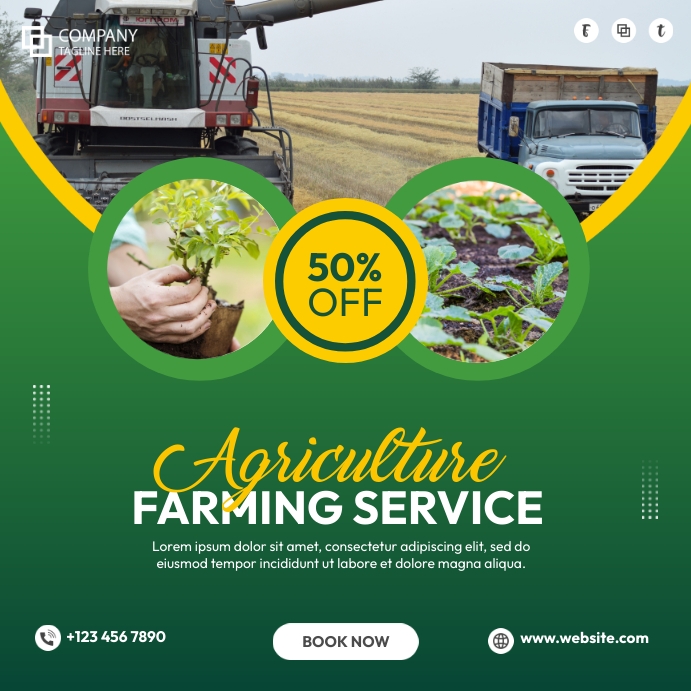 COMPANY
TAGLINE HERE
ROSTSELMASH
50%
OFF
Agriculture
FARMING SERVICE
Lorem ipsum dolor sit amet, consectetur adipiscing elit, sed do
eiusmod tempor incididunt ut labore et dolore magna aliqua.
+123 456 7890
BOOK NOW
www.website.com